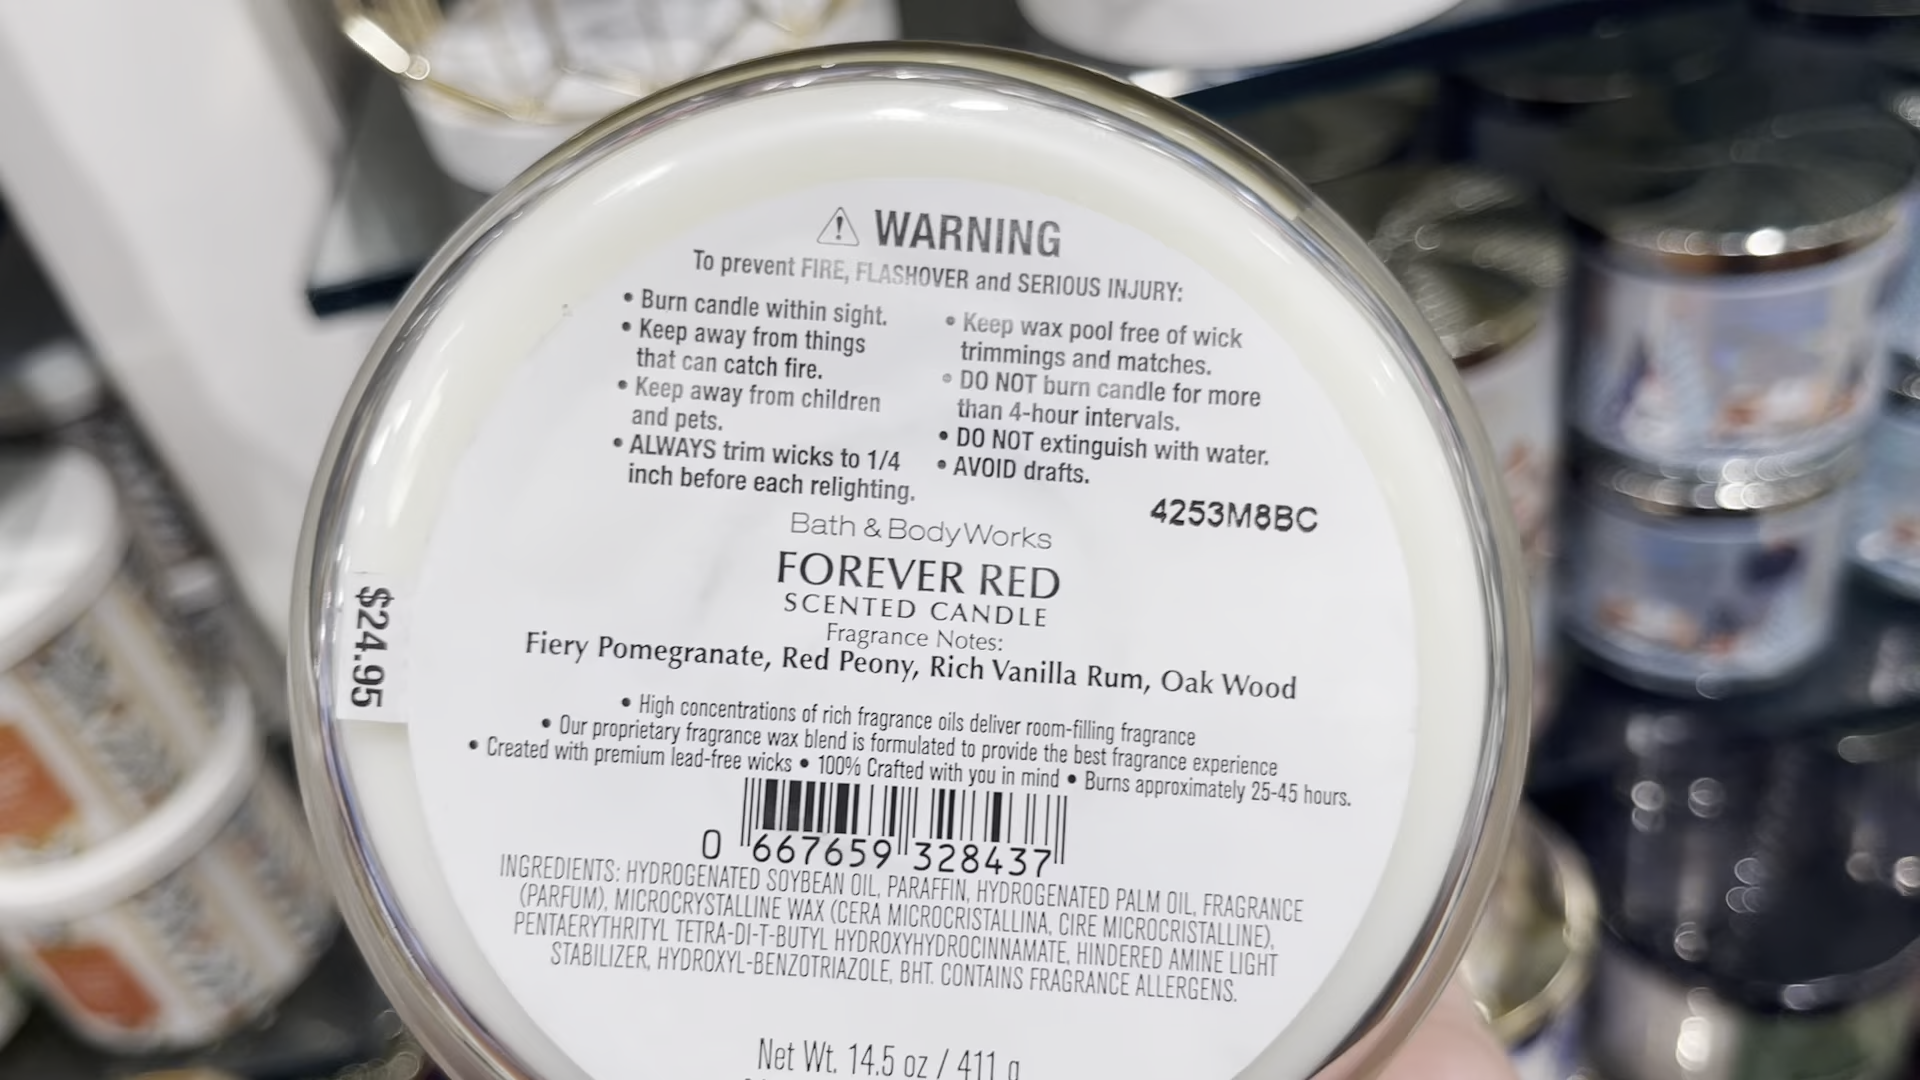 WARNING
To prevent FIRE, FLASHOVER and SERIOUS INJURY:
• Burn candle within sight.
• Keep away from things
that can catch fire.
• Keep away from children
and pets.
• ALWAYS trim wicks to 1/4
inch before each relighting.
• Keep wax pool free of wick
trimmings and matches.
• DO NOT burn candle for more
than 4-hour intervals.
• DO NOT extinguish with water.
• AVOID drafts.
4253M8BC
Bath & Body Works
FOREVER RED
SCENTED CANDLE
Fragrance Notes:
Fiery Pomegranate, Red Peony, Rich Vanilla Rum, Oak Wood
$24.95
• High concentrations of rich fragrance oils deliver room-filling fragrance
• Our proprietary fragrance wax blend is formulated to provide the best fragrance experience
• Created with premium lead-free wicks • 100% Crafted with you in mind • Burns approximately 25-45 hours.
0 667659 328437
INGREDIENTS: HYDROGENATED SOYBEAN OIL, PARAFFIN, HYDROGENATED PALM OIL, FRAGRANCE
(PARFUM), MICROCRYSTALLINE WAX (CERA MICROCRISTALLINA, CIRE MICROCRISTALLINE),
PENTAERYTHRITYL TETRA-DI-T-BUTYL HYDROXYHYDROCINNAMATE, HINDERED AMINE LIGHT
STABILIZER, HYDROXYL-BENZOTRIAZOLE, BHT. CONTAINS FRAGRANCE ALLERGENS.
Net Wt. 14.5 oz / 411 g